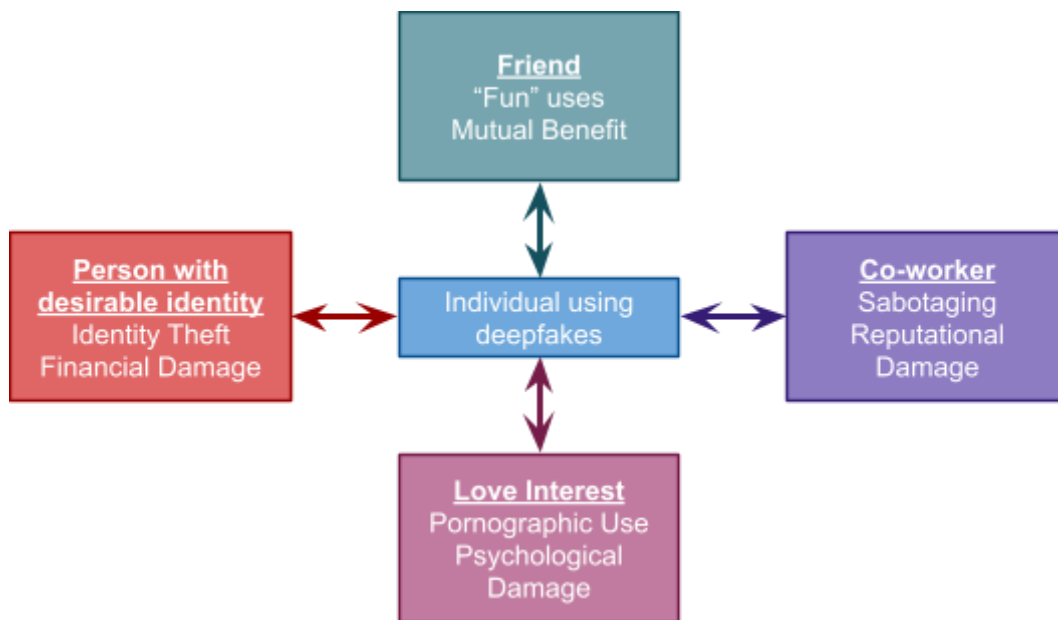 Friend
“Fun” uses
Mutual Benefit
Person with
desirable identity
Identity Theft
Financial Damage
Individual using
deepfakes
Co-worker
Sabotaging
Reputational
Damage
Love Interest
Pornographic Use
Psychological
Damage